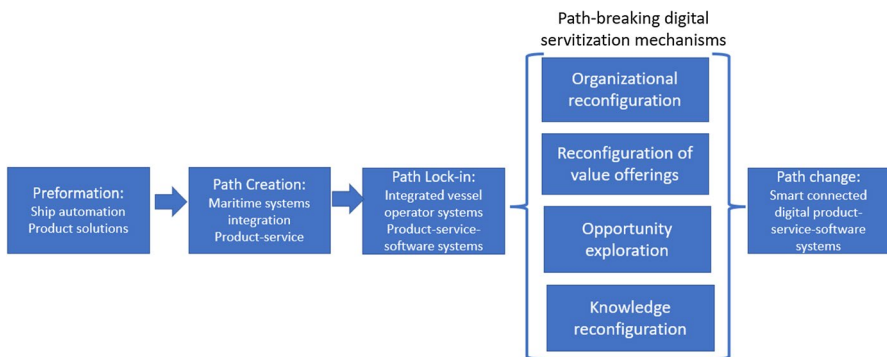 Path-breaking digital
servitization mechanisms
Preformation:
Ship automation
Product solutions
Path Creation:
Maritime systems
integration
Product-service
Path Lock-in:
Integrated vessel
operator systems
Product-service-
software systems
Organizational
reconfiguration
Reconfiguration of
value offerings
Opportunity
exploration
Knowledge
reconfiguration
Path change:
Smart connected
digital product-
service-software
systems